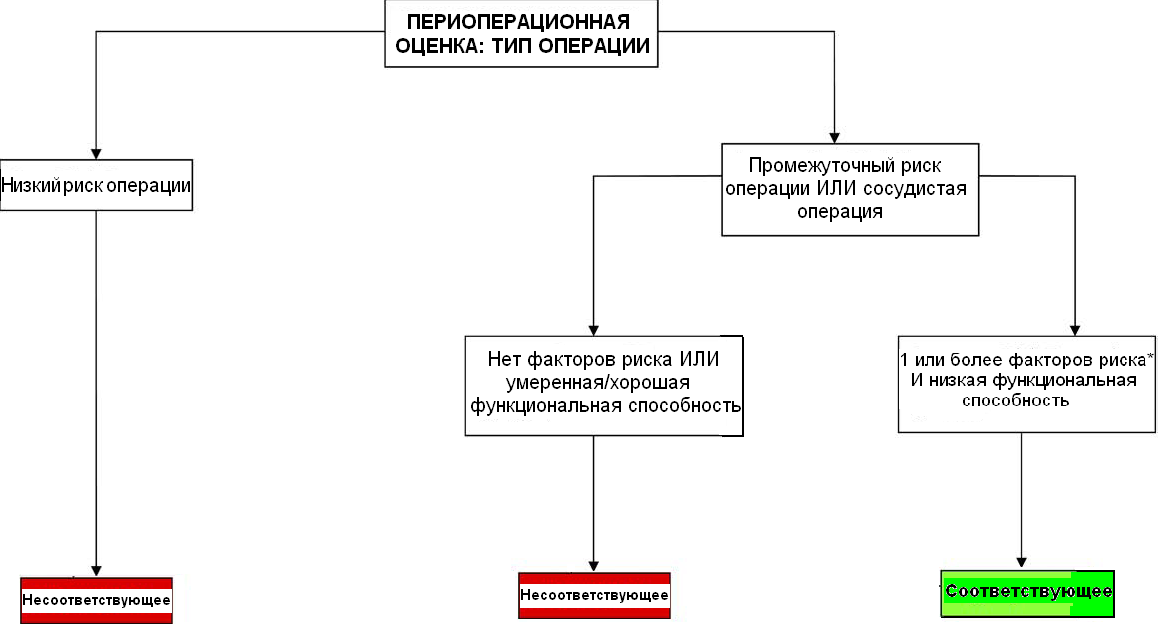 ПЕРИОПЕРАЦИОННАЯ
ОЦЕНКА: ТИП ОПЕРАЦИИ
Низкий риск операции
Промежуточный риск
операции ИЛИ сосудистая
операция
Нет факторов риска ИЛИ
умеренная/хорошая
функциональная способность
1 или более факторов риска*
И низкая функциональная
способность
Несоответствующее
Несоответствующее
Соответствующее